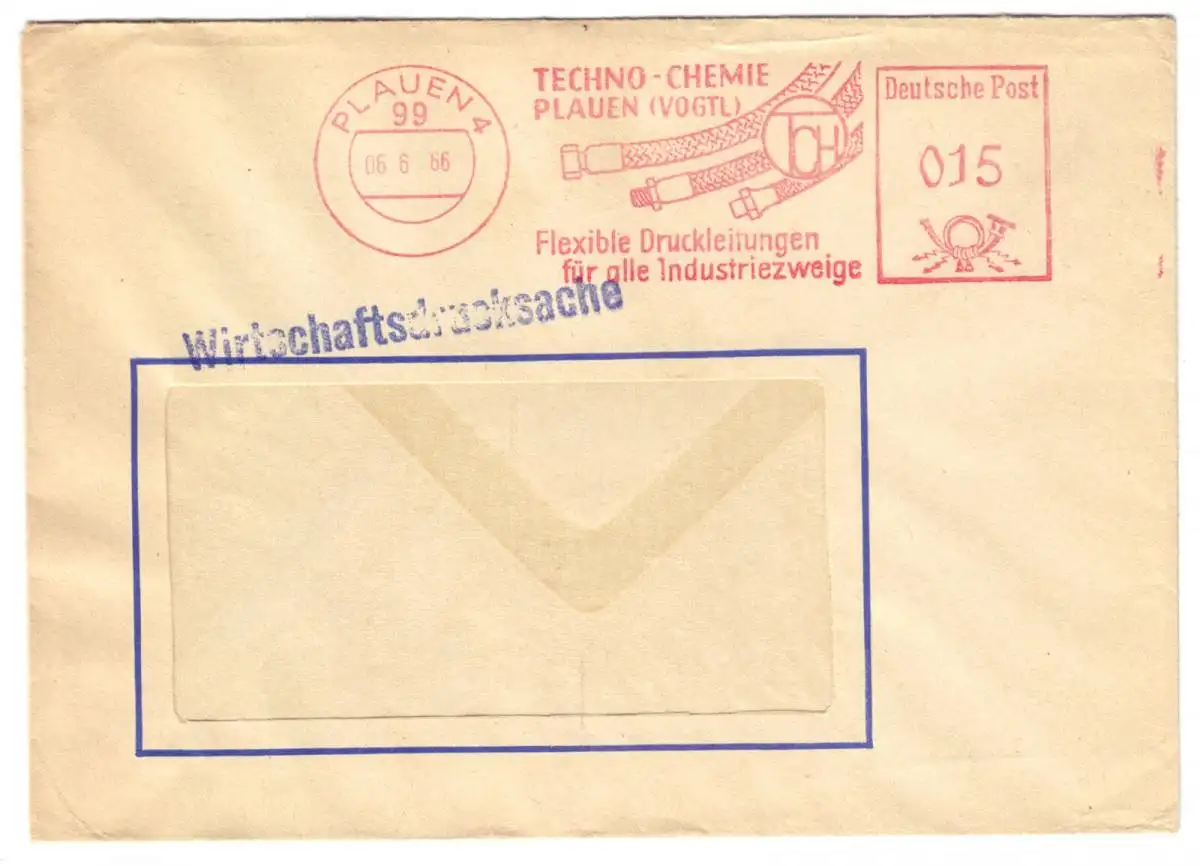 PLAUEN 4
99
06 6 66
TECHNO-CHEMIE
PLAUEN (VOGTL)
TCH
Flexible Druckleitungen
für alle Industriezweige
Deutsche Post
015
Wirtschaftsdrucksache